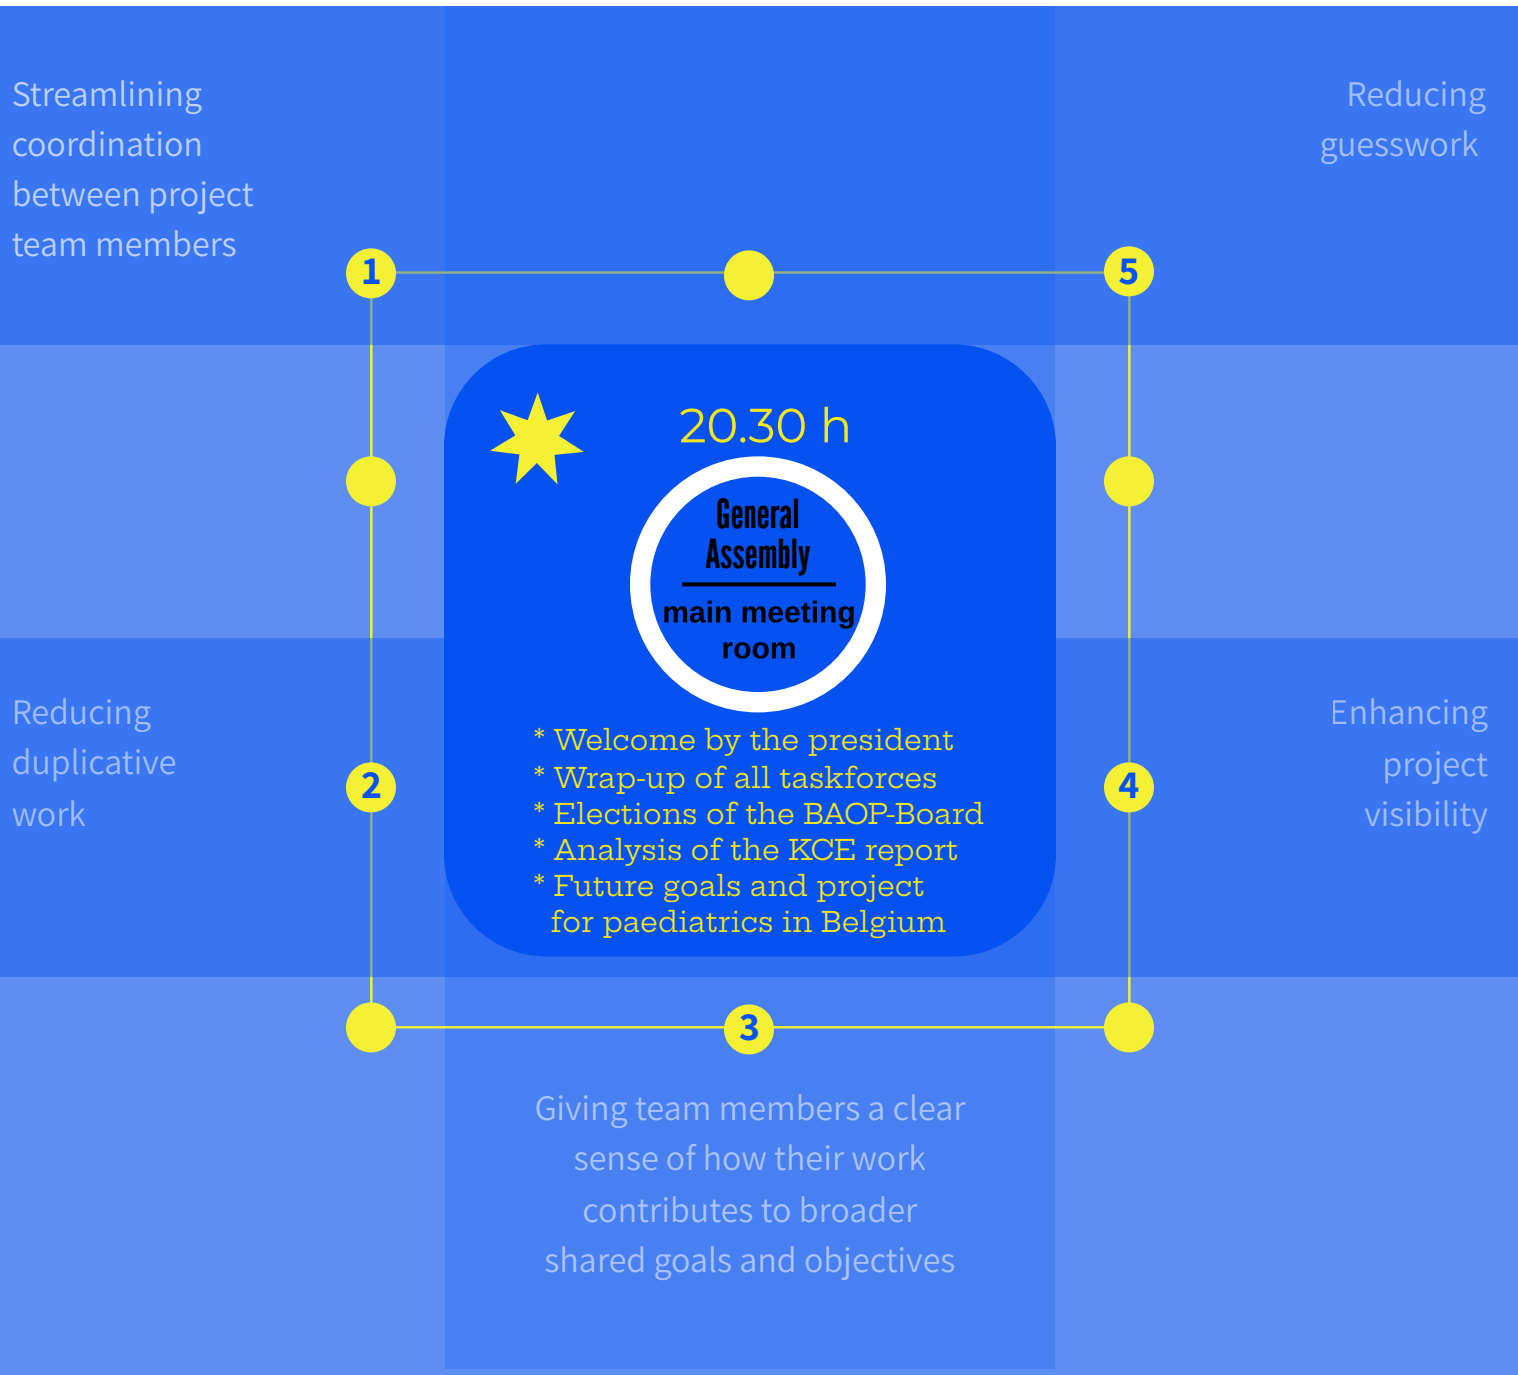 Streamlining
coordination
between project
team members
Reducing
guesswork
1
5
20.30 h
General
Assembly
main meeting
room
* Welcome by the president
* Wrap-up of all taskforces
* Elections of the BAOP-Board
* Analysis of the KCE report
* Future goals and project
for paediatrics in Belgium
Reducing
duplicative
work
2
4
Enhancing
project
visibility
3
Giving team members a clear
sense of how their work
contributes to broader
shared goals and objectives